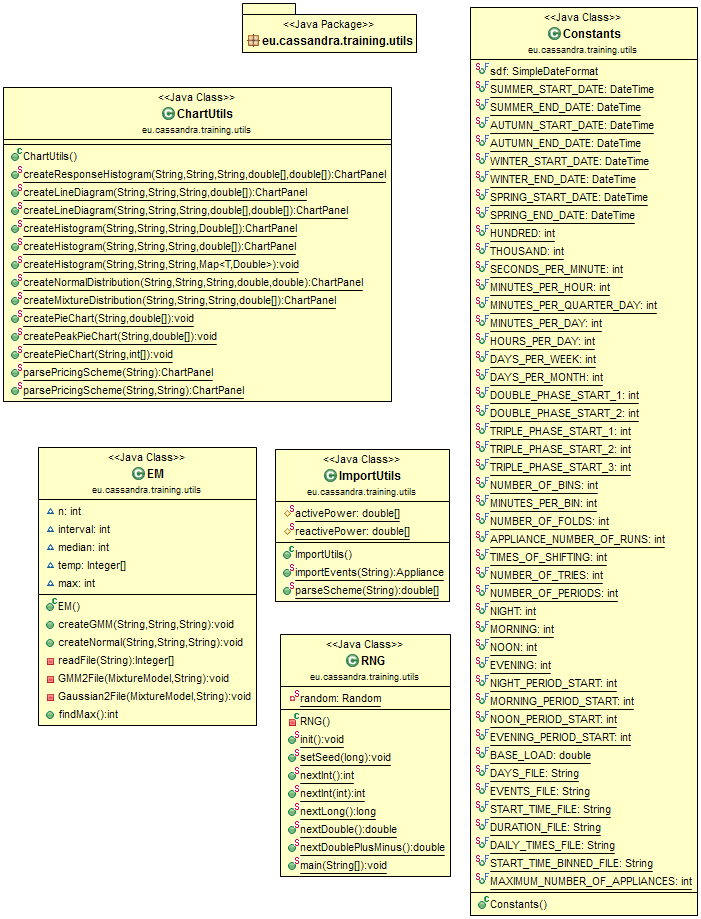 <<Java Package>>
eu.cassandra.training.utils
<<Java Class>>
ChartUtils
eu.cassandra.training.utils
ChartUtils()
createResponseHistogram(String,String,String,double[],double[]):ChartPanel
createLineDiagram(String,String,String,double[]):ChartPanel
createLineDiagram(String,String,String,double[],double[]):ChartPanel
createHistogram(String,String,String,Double[]):ChartPanel
createHistogram(String,String,String,double[]):ChartPanel
createHistogram(String,String,String,Map<T,Double>):void
createNormalDistribution(String,String,String,double,double):ChartPanel
createMixtureDistribution(String,String,String,double[]):ChartPanel
createPieChart(String,double[]):void
createPeakPieChart(String,double[]):void
createPieChart(String,int[]):void
parsePricingScheme(String):ChartPanel
parsePricingScheme(String,String):ChartPanel
<<Java Class>>
EM
eu.cassandra.training.utils
n: int
interval: int
median: int
temp: Integer[]
max: int
EM()
createGMM(String,String,String):void
createNormal(String,String,String):void
readFile(String):Integer[]
GMM2File(MixtureModel,String):void
Gaussian2File(MixtureModel,String):void
findMax():int
<<Java Class>>
ImportUtils
eu.cassandra.training.utils
activePower: double[]
reactivePower: double[]
ImportUtils()
importEvents(String):Appliance
parseScheme(String):double[]
<<Java Class>>
RNG
eu.cassandra.training.utils
random: Random
RNG()
init():void
setSeed(long):void
nextInt():int
nextInt(int):int
nextLong():long
nextDouble():double
nextDoublePlusMinus():double
main(String[]):void
<<Java Class>>
Constants
eu.cassandra.training.utils
sdf: SimpleDateFormat
SUMMER_START_DATE: DateTime
SUMMER_END_DATE: DateTime
AUTUMN_START_DATE: DateTime
AUTUMN_END_DATE: DateTime
WINTER_START_DATE: DateTime
WINTER_END_DATE: DateTime
SPRING_START_DATE: DateTime
SPRING_END_DATE: DateTime
HUNDRED: int
THOUSAND: int
SECONDS_PER_MINUTE: int
MINUTES_PER_HOUR: int
MINUTES_PER_QUARTER_DAY: int
MINUTES_PER_DAY: int
HOURS_PER_DAY: int
DAYS_PER_WEEK: int
DAYS_PER_MONTH: int
DOUBLE_PHASE_START_1: int
DOUBLE_PHASE_START_2: int
TRIPLE_PHASE_START_1: int
TRIPLE_PHASE_START_2: int
TRIPLE_PHASE_START_3: int
NUMBER_OF_BINS: int
MINUTES_PER_BIN: int
NUMBER_OF_FOLDS: int
APPLIANCE_NUMBER_OF_RUNS: int
TIMES_OF_SHIFTING: int
NUMBER_OF_TRIES: int
NUMBER_OF_PERIODS: int
NIGHT: int
MORNING: int
NOON: int
EVENING: int
NIGHT_PERIOD_START: int
MORNING_PERIOD_START: int
NOON_PERIOD_START: int
EVENING_PERIOD_START: int
BASE_LOAD: double
DAYS_FILE: String
EVENTS_FILE: String
START_TIME_FILE: String
DURATION_FILE: String
DAILY_TIMES_FILE: String
START_TIME_BINNED_FILE: String
MAXIMUM_NUMBER_OF_APPLIANCES: int
Constants()